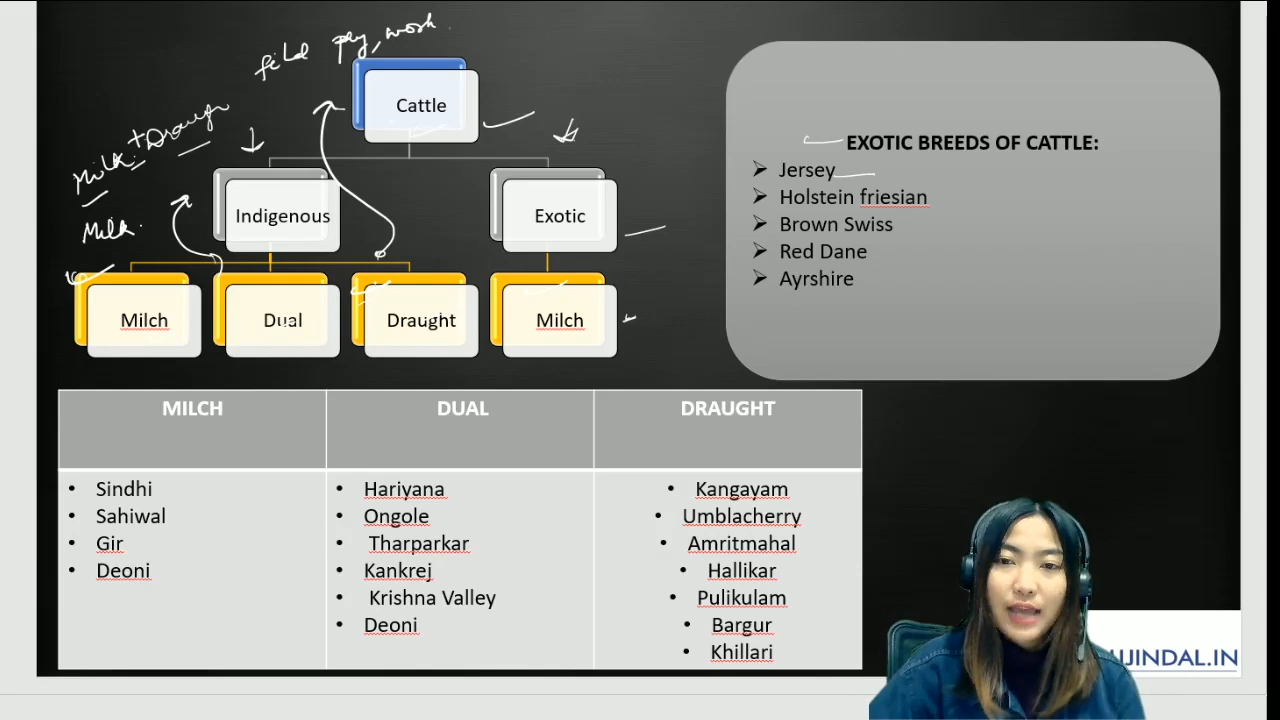 field play, work
Cattle
Milk + Draugh
Indigenous
Exotic
Milk.
Milch
Dual
Draught
Milch
EXOTIC BREEDS OF CATTLE:
Jersey
Holstein friesian
Brown Swiss
Red Dane
Ayrshire
MILCH
DUAL
DRAUGHT
Sindhi
Sahiwal
Gir
Deoni
Hariyana
Ongole
Tharparkar
Kankrej
Krishna Valley
Deoni
Kangayam
Umblacherry
Amritmahal
Hallikar
Pulikulam
Bargur
Khillari
JINDAL.IN